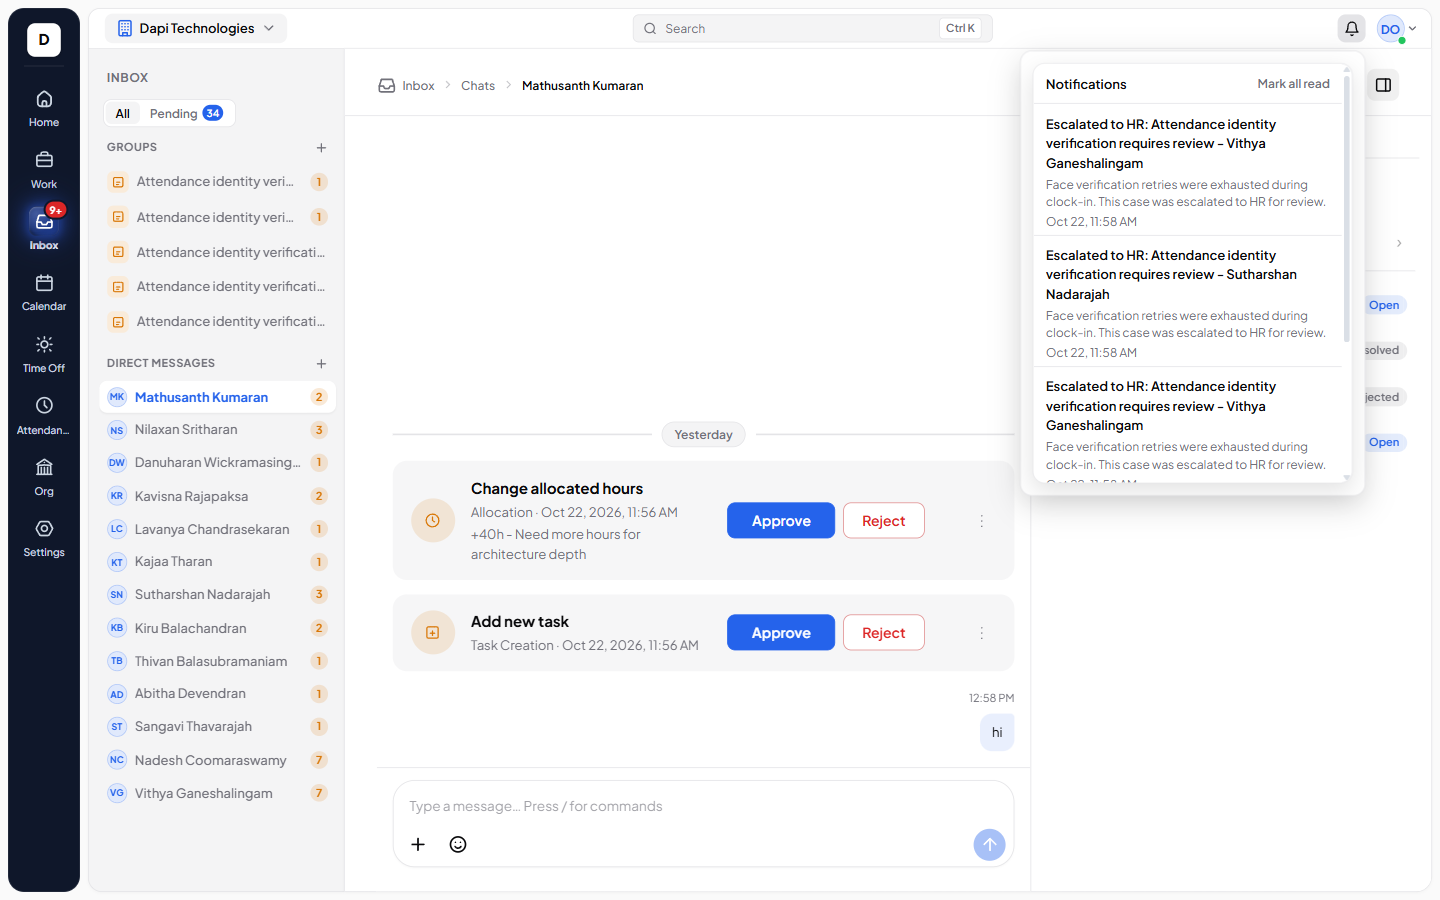 D
Home
Work
9+
Inbox
Calendar
Time Off
Attendan...
Org
Settings
Dapi Technologies
Search
Ctrl K
DO
INBOX
All
Pending 34
GROUPS
Attendance identity veri... 1
Attendance identity veri... 1
Attendance identity verificati...
Attendance identity verificati...
Attendance identity verificati...
DIRECT MESSAGES
MK Mathusanth Kumaran 2
NS Nilaxan Sritharan 3
DW Danuharan Wickramasing... 1
KR Kavisna Rajapaksa 2
LC Lavanya Chandrasekaran 1
KT Kajaa Tharan 1
SN Sutharshan Nadarajah 3
KB Kiru Balachandran 2
TB Thivan Balasubramaniam 1
AD Abitha Devendran 1
ST Sangavi Thavarajah 1
NC Nadesh Coomaraswamy 7
VG Vithya Ganeshalingam 7
Inbox > Chats > Mathusanth Kumaran
Yesterday
Change allocated hours
Allocation · Oct 22, 2026, 11:56 AM
+40h - Need more hours for
architecture depth
Approve
Reject
Add new task
Task Creation · Oct 22, 2026, 11:56 AM
Approve
Reject
12:58 PM
hi
Type a message... Press / for commands
Notifications
Mark all read
Escalated to HR: Attendance identity
verification requires review - Vithya
Ganeshalingam
Face verification retries were exhausted during
clock-in. This case was escalated to HR for review.
Oct 22, 11:58 AM
Escalated to HR: Attendance identity
verification requires review - Sutharshan
Nadarajah
Face verification retries were exhausted during
clock-in. This case was escalated to HR for review.
Oct 22, 11:58 AM
Escalated to HR: Attendance identity
verification requires review - Vithya
Ganeshalingam
Face verification retries were exhausted during
clock-in. This case was escalated to HR for review.
Open
solved
jected
Open